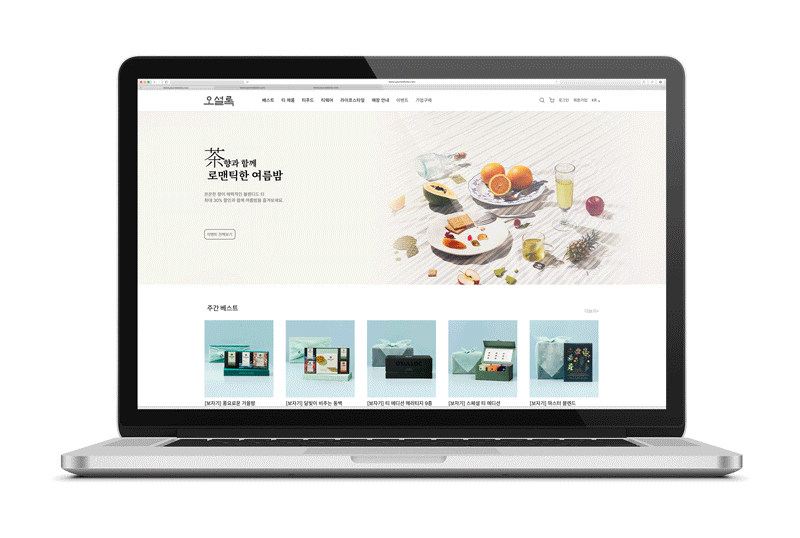 오설록 베스트 티 제품 티푸드 티웨어 라이프스타일 매장 안내 이벤트 기업구매 로그인 회원가입 KR
茶향과 함께
로맨틱한 여름밤
은은한 향이 매력적인 블렌디드 티
최대 30% 할인과 함께 여름밤을 즐겨보세요.
이벤트 전체보기
주간 베스트 더보기+
[보자기] 풍요로운 가을향 [보자기] 달빛이 비추는 동백 [보자기] 티 에디션 헤리티지 9종 [보자기] 스페셜 티 에디션 [보자기] 마스터 블렌드